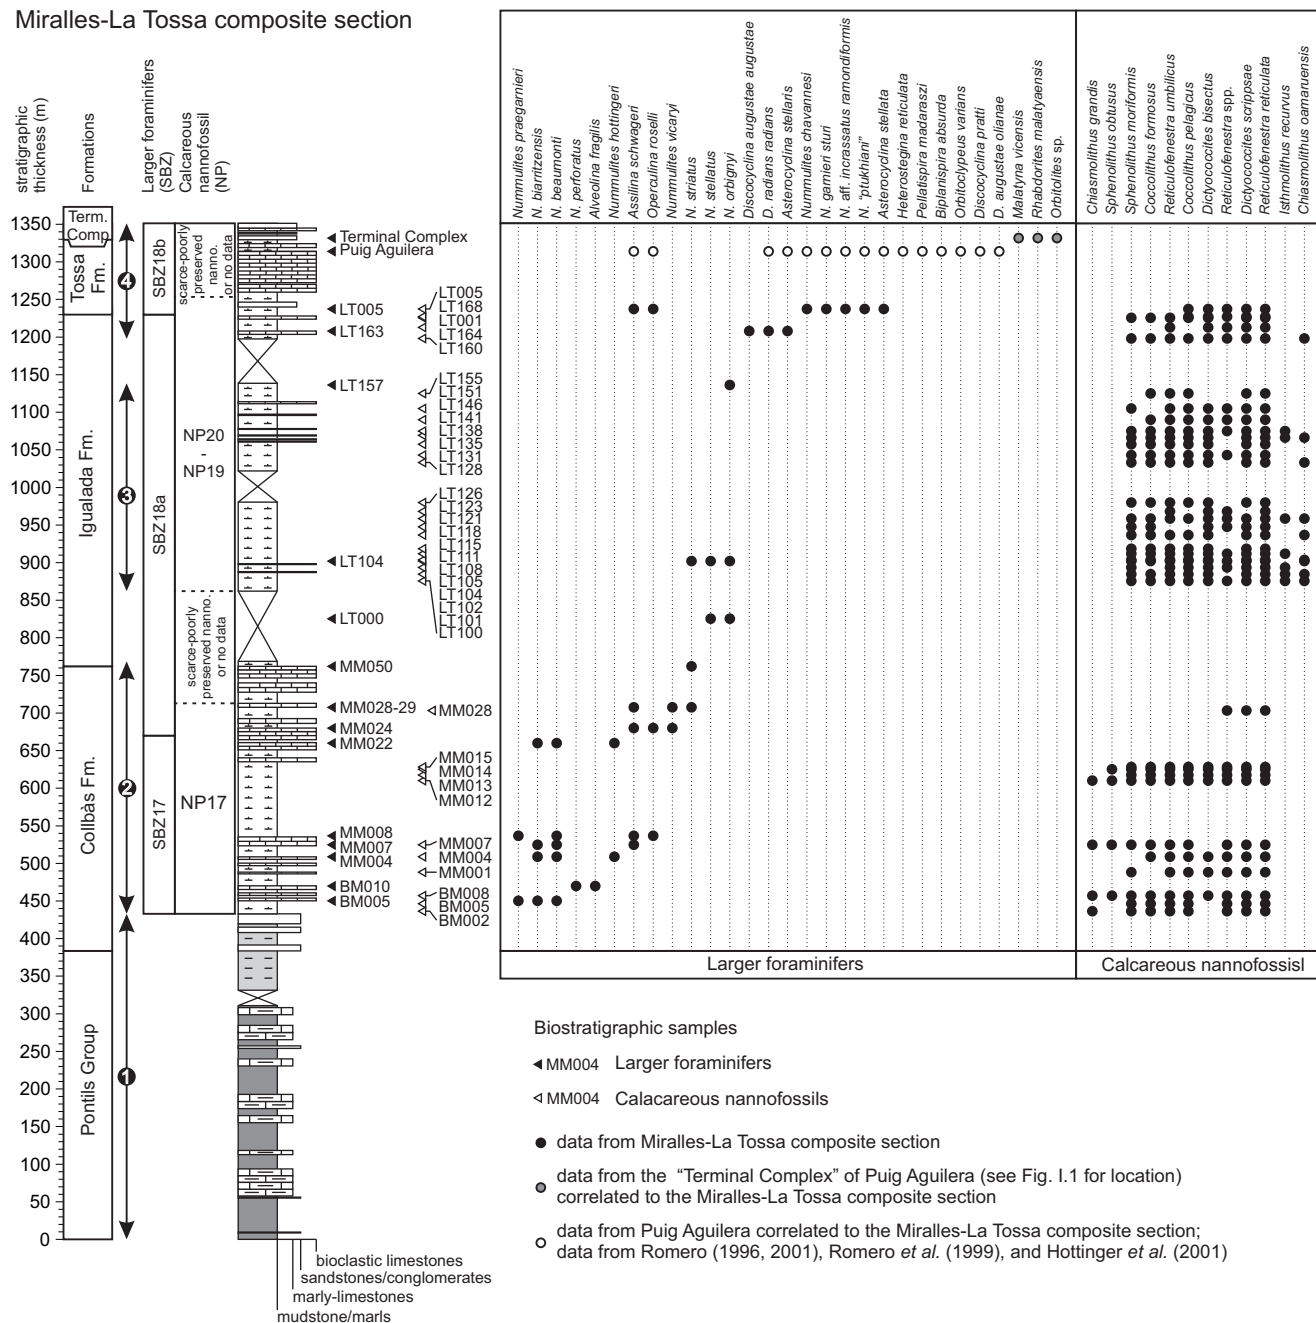 Miralles-La Tossa composite section
stratigraphic
thickness (m)
Formations
Larger foraminifers
(SBZ)
Calcareous
nannofossil
(NP)
Nummulites praegarnieri
N. biarritzensis
N. beaumonti
N. perforatus
Alveolina fragilis
Nummulites hottingeri
Assilina schwageri
Operculina roselli
Nummulites vicaryi
N. striatus
N. stellatus
N. orbignyi
Discocyclina augustae augustae
D. radians radians
Asterocyclina stellaris
Nummulites chavannesi
N. garnieri sturi
N. aff. incrassatus ramondiformis
N. "ptukhiani"
Asterocyclina stellata
Heterostegina reticulata
Pellatispira madaraszi
Biplanispira absurda
Orbitoclypeus varians
Discocyclina pratti
D. augustae olianae
Malatyna vicensis
Rhabdorites malatyaensis
Orbitolites sp.
Chiasmolithus grandis
Sphenolithus obtusus
Sphenolithus moriformis
Coccolithus formosus
Reticulofenestra umbilicus
Coccolithus pelagicus
Dictyoccites bisectus
Reticulofenestra spp.
Dictyoccites scrippsae
Reticulofenestra reticulata
Isthmolithus recurvus
Chiasmolithus oamaruensis
1350
1300
1250
1200
1150
1100
1050
1000
950
900
850
800
750
700
650
600
550
500
450
400
350
300
250
200
150
100
50
0
Term.
Comp.
Tossa
Fm.
Igualada Fm.
Collbàs Fm.
Pontils Group
4
3
2
1
SBZ18b
SBZ18a
SBZ17
scarce-poorly
preserved
nanno.
or no data
NP20
-
NP19
scarce-poorly
preserved nanno.
or no data
NP17
Terminal Complex
Puig Aguilera
LT005
LT163
LT157
LT104
LT000
MM050
MM028-29
MM024
MM022
MM008
MM007
MM004
BM010
BM005
LT005
LT168
LT001
LT164
LT160
LT155
LT151
LT146
LT141
LT138
LT135
LT131
LT128
LT126
LT123
LT121
LT118
LT115
LT111
LT108
LT105
LT104
LT102
LT101
LT100
MM028
MM015
MM014
MM013
MM012
MM007
MM004
MM001
BM008
BM005
BM002
Larger foraminifers
Calcareous nannofossisl
bioclastic limestones
sandstones/conglomerates
marly-limestones
mudstone/marls
Biostratigraphic samples
MM004 Larger foraminifers
MM004 Calacareous nannofossils
data from Miralles-La Tossa composite section
data from the "Terminal Complex" of Puig Aguilera (see Fig. I.1 for location)
correlated to the Miralles-La Tossa composite section
data from Puig Aguilera correlated to the Miralles-La Tossa composite section;
data from Romero (1996, 2001), Romero et al. (1999), and Hottinger et al. (2001)